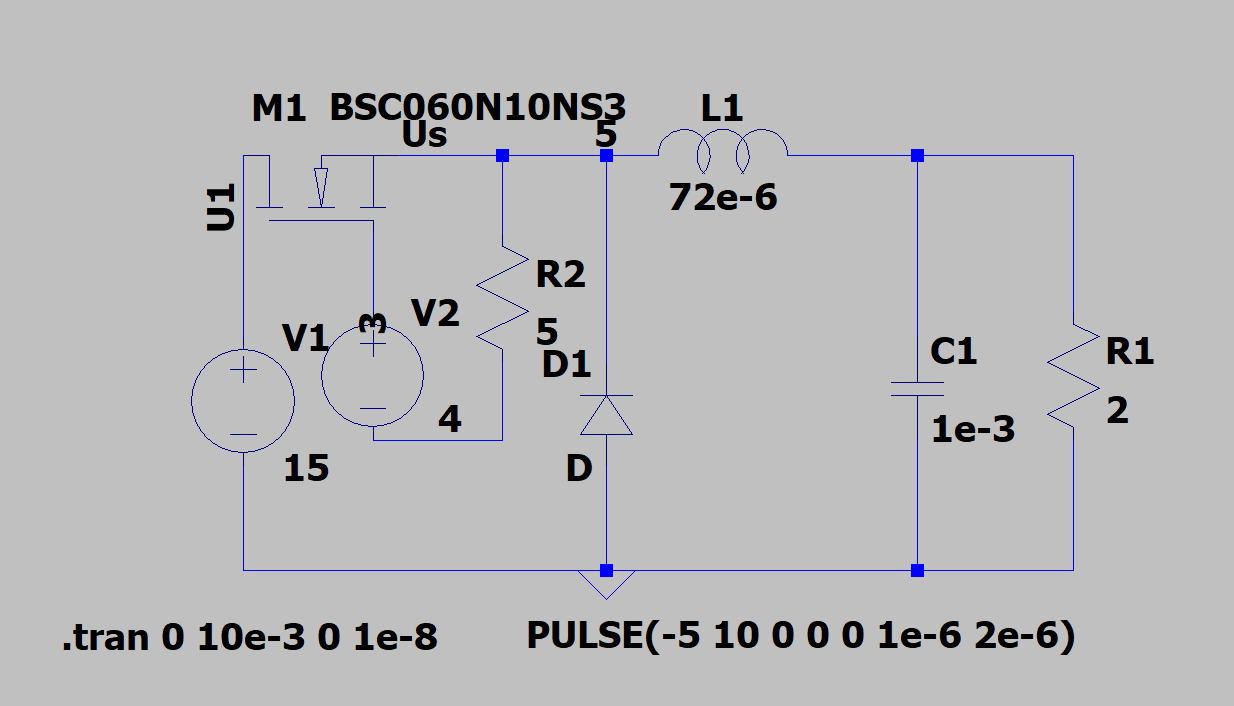 M1 BSC060N10NS3
Us
5
L1
U1
72e-6
R2
V2
3
V1
5
D1
C1
R1
4
2
1e-3
15
D
.tran 0 10e-3 0 1e-8
PULSE(-5 10 0 0 0 1e-6 2e-6)